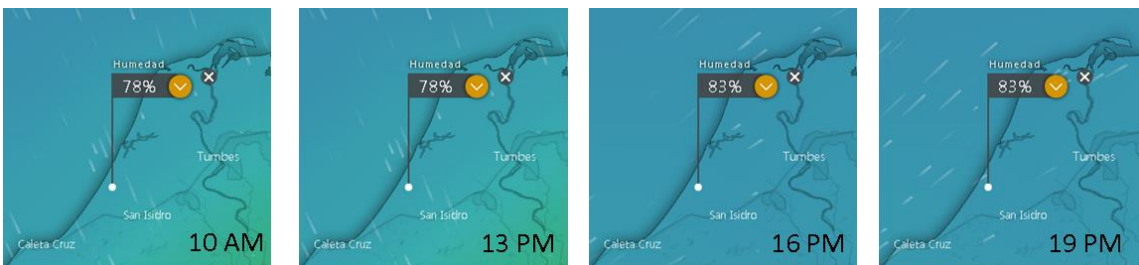 Humedad
78%
Tumbes
San Isidro
Caleta Cruz
10 AM
Humedad
78%
Tumbes
San Isidro
Caleta Cruz
13 PM
Humedad
83%
Tumbes
San Isidro
Caleta Cruz
16 PM
Humedad
83%
Tumbes
San Isidro
Caleta Cruz
19 PM